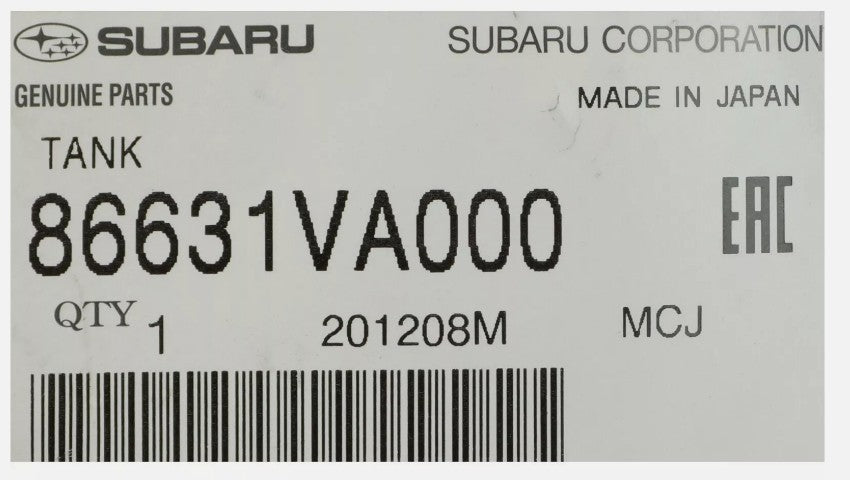 SUBARU SUBARU CORPORATION
GENUINE PARTS MADE IN JAPAN
TANK
86631VA000 EAC
QTY 1 201208M MCJ